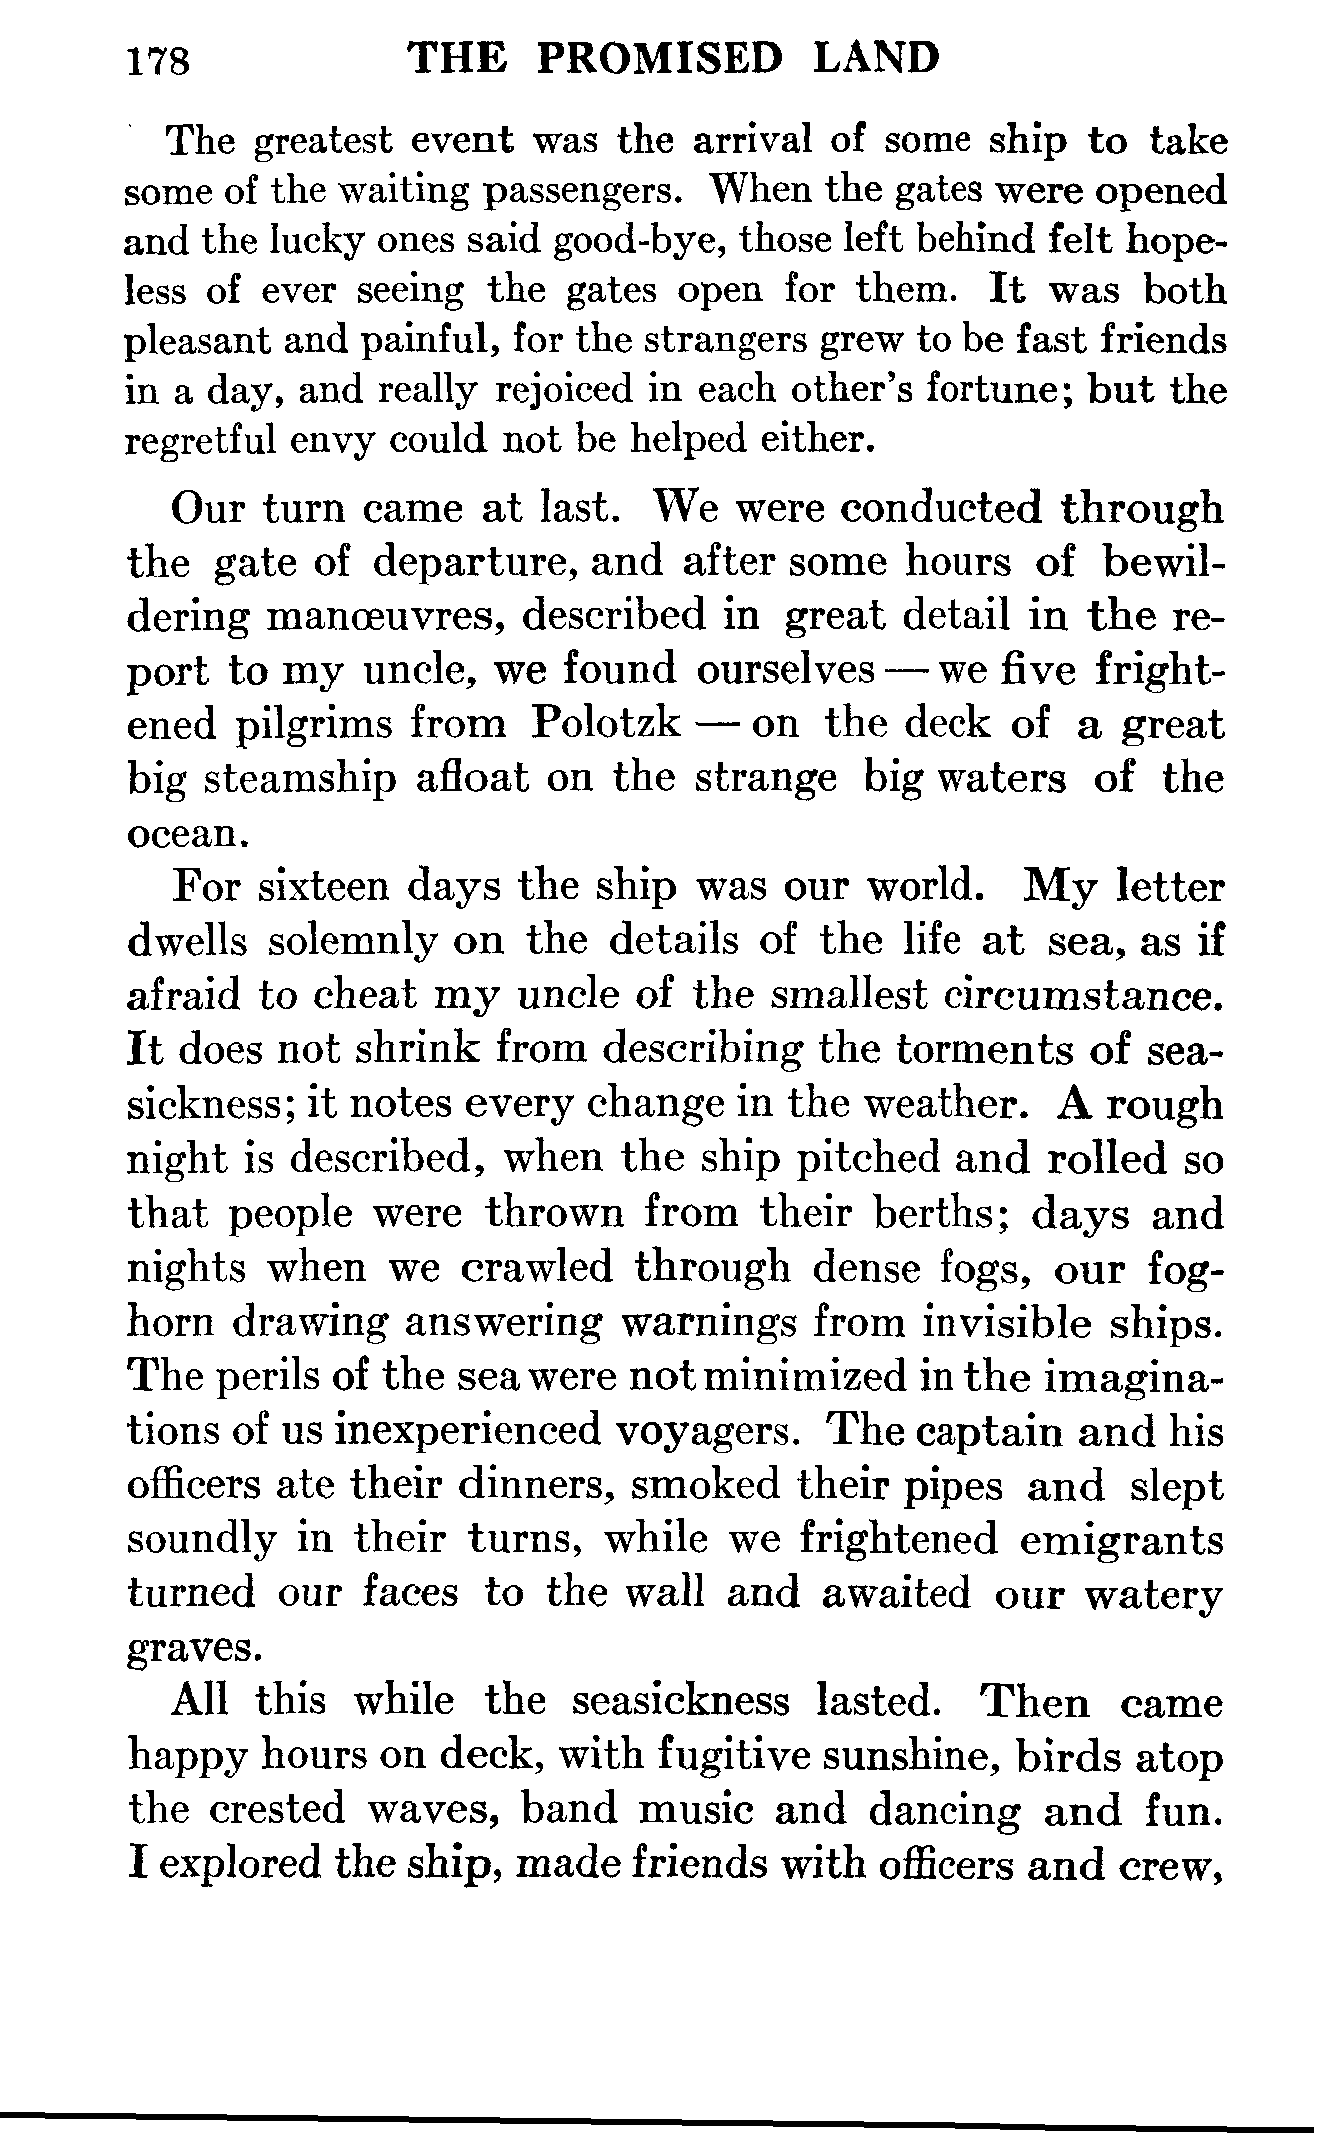 178 THE PROMISED LAND
The greatest event was the arrival of some ship to take
some of the waiting passengers. When the gates were opened
and the lucky ones said good-bye, those left behind felt hope-
less of ever seeing the gates open for them. It was both
pleasant and painful, for the strangers grew to be fast friends
in a day, and really rejoiced in each other's fortune; but the
regretful envy could not be helped either.
Our turn came at last. We were conducted through
the gate of departure, and after some hours of bewil-
dering manœuvres, described in great detail in the re-
port to my uncle, we found ourselves — we five fright-
ened pilgrims from Polotzk — on the deck of a great
big steamship afloat on the strange big waters of the
ocean.
For sixteen days the ship was our world. My letter
dwells solemnly on the details of the life at sea, as if
afraid to cheat my uncle of the smallest circumstance.
It does not shrink from describing the torments of sea-
sickness; it notes every change in the weather. A rough
night is described, when the ship pitched and rolled so
that people were thrown from their berths; days and
nights when we crawled through dense fogs, our fog-
horn drawing answering warnings from invisible ships.
The perils of the sea were not minimized in the imagina-
tions of us inexperienced voyagers. The captain and his
officers ate their dinners, smoked their pipes and slept
soundly in their turns, while we frightened emigrants
turned our faces to the wall and awaited our watery
graves.
All this while the seasickness lasted. Then came
happy hours on deck, with fugitive sunshine, birds atop
the crested waves, band music and dancing and fun.
I explored the ship, made friends with officers and crew,